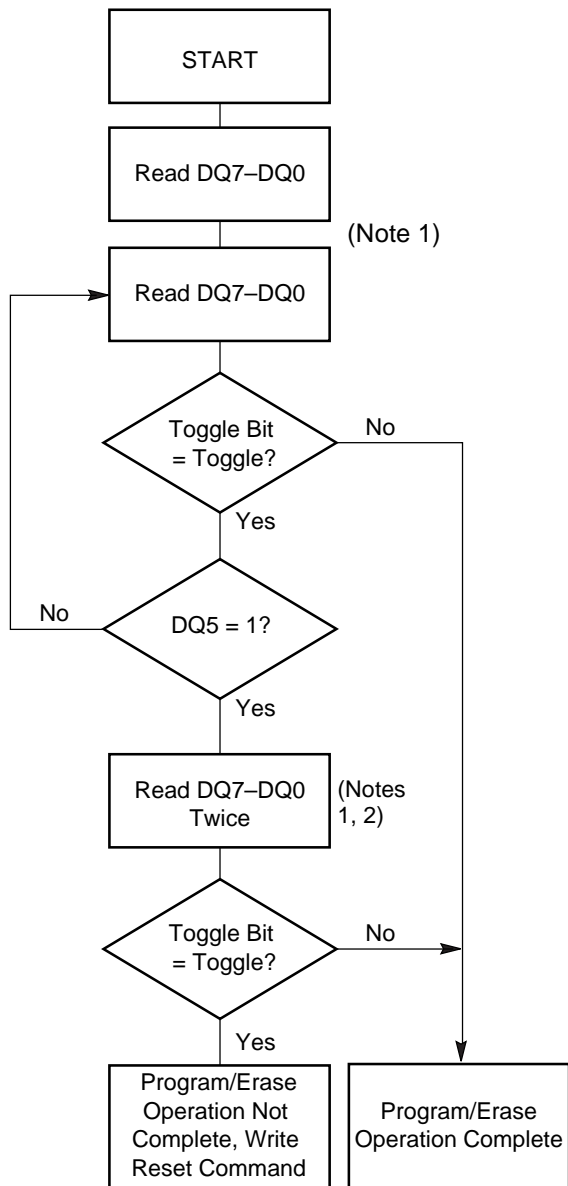 START
Read DQ7–DQ0
(Note 1)
Read DQ7–DQ0
Toggle Bit
= Toggle?
No
Yes
No
DQ5 = 1?
Yes
Read DQ7–DQ0
Twice
(Notes
1, 2)
Toggle Bit
= Toggle?
No
Yes
Program/Erase
Operation Not
Complete, Write
Reset Command
Program/Erase
Operation Complete